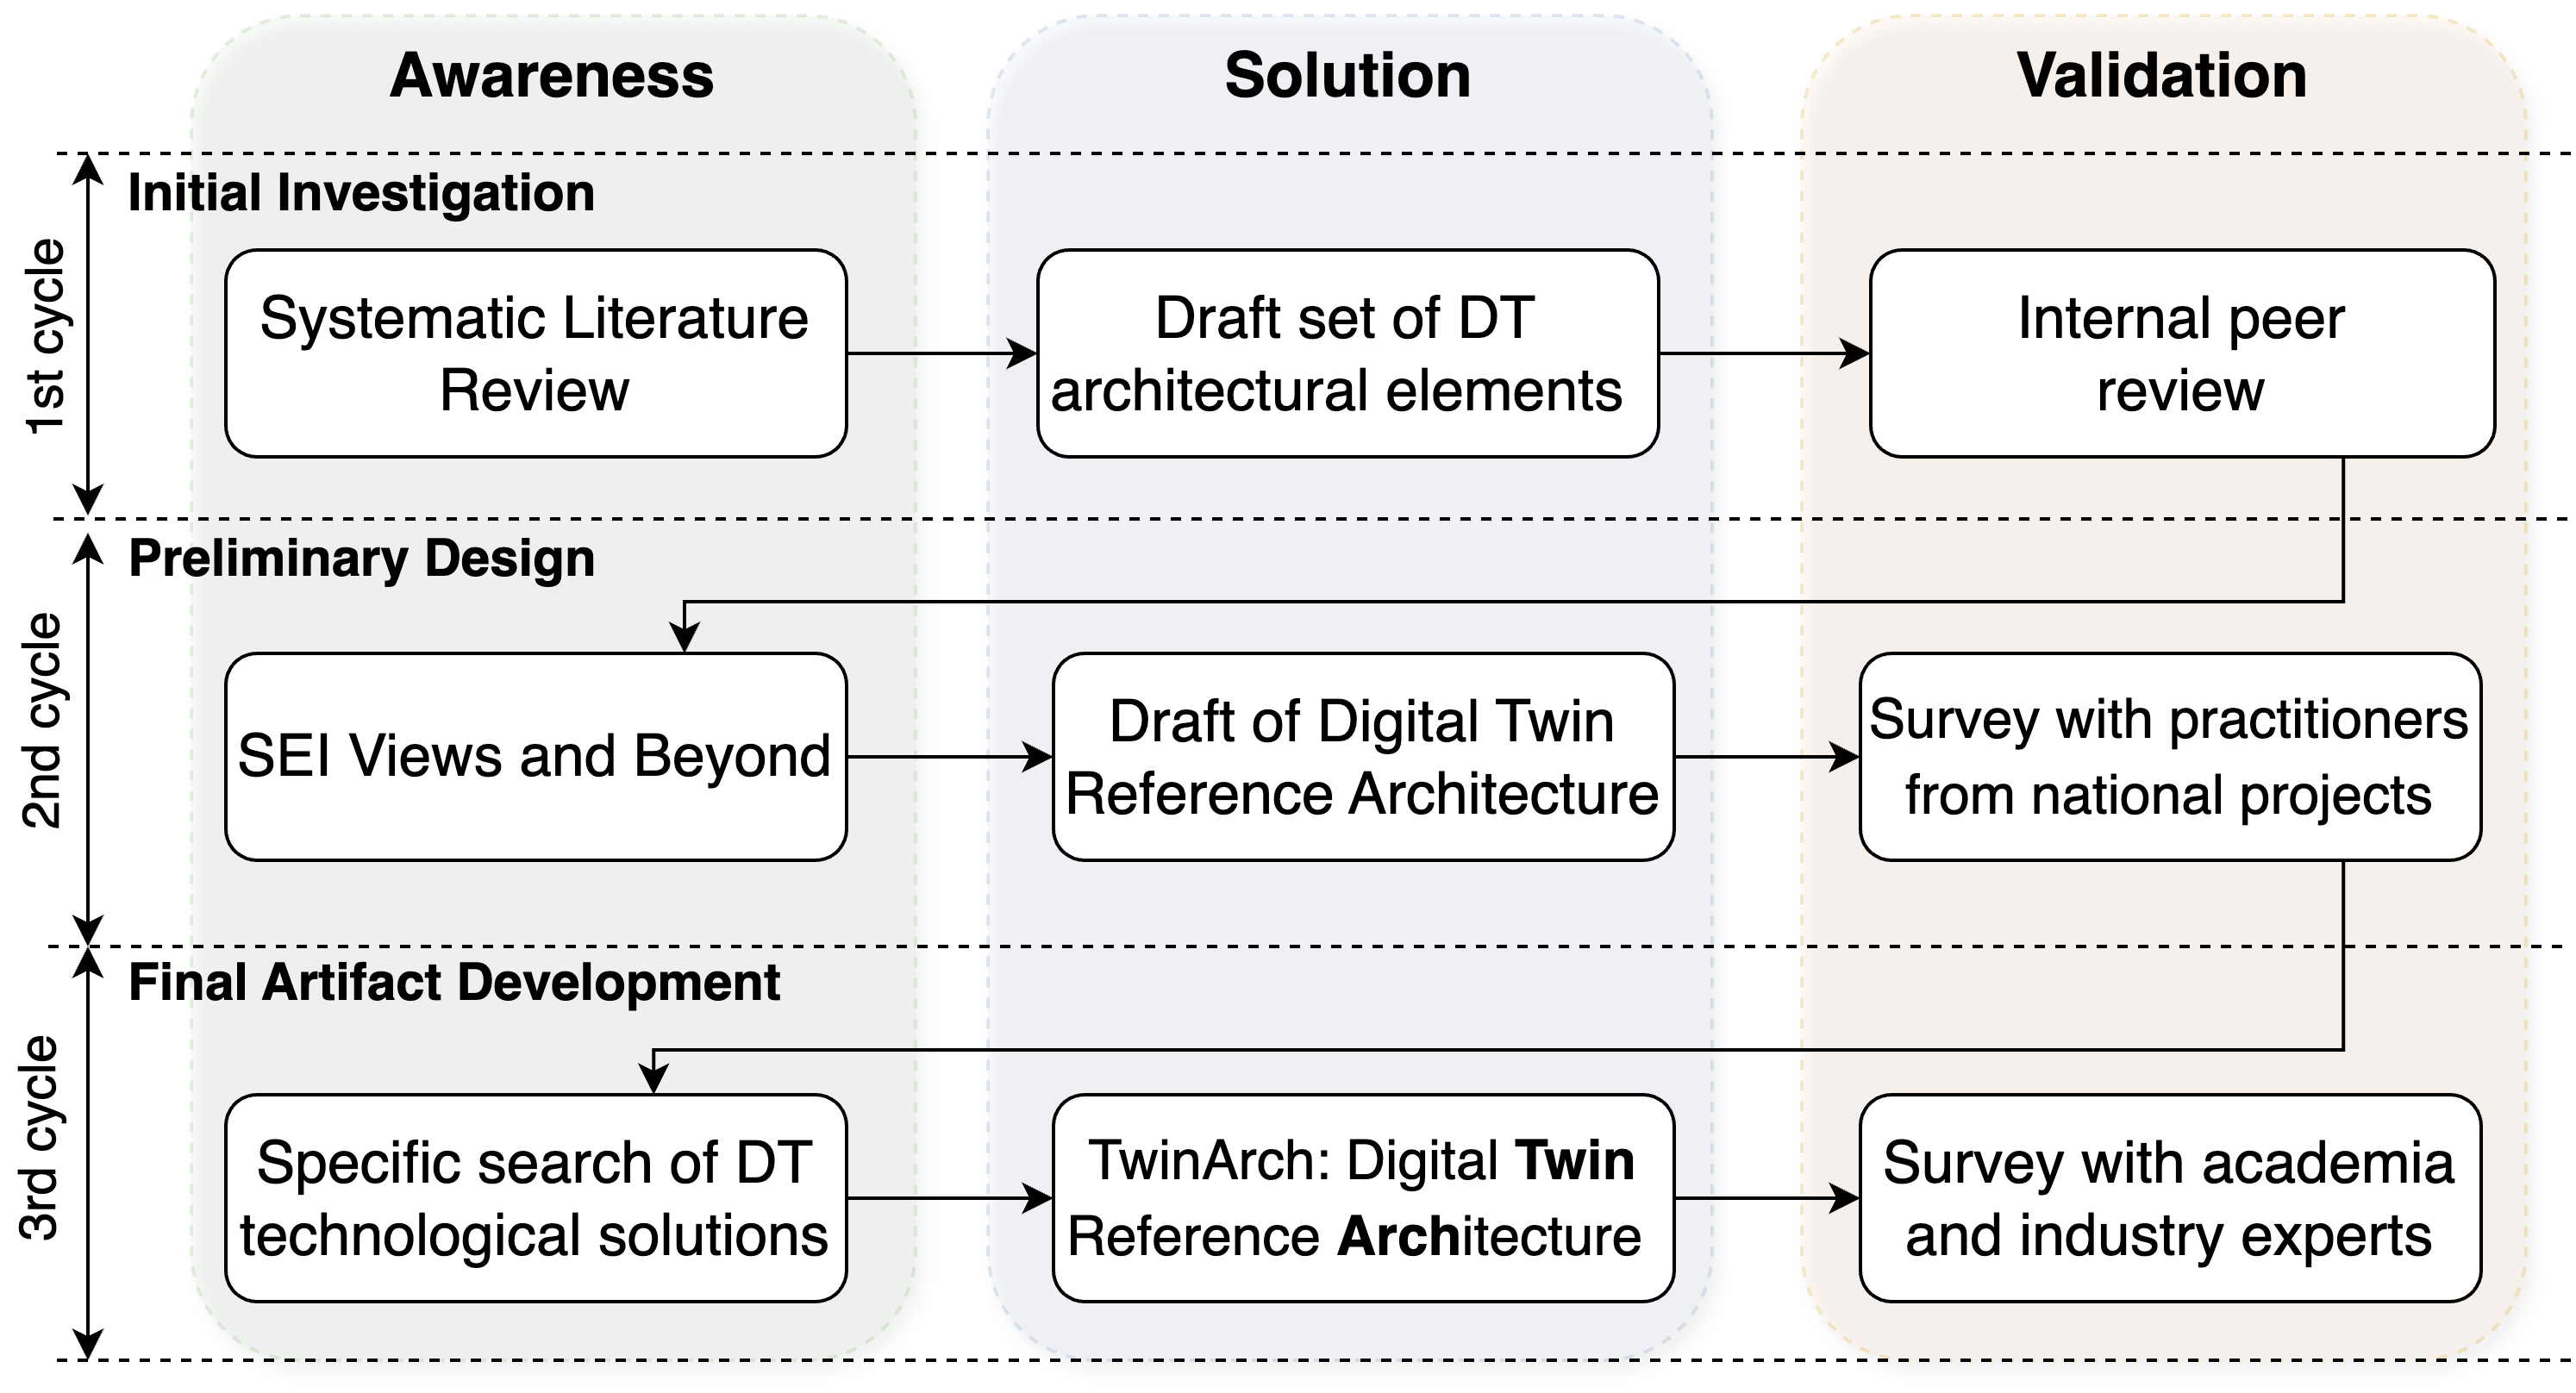 Awareness
Solution
Validation
1st cycle
Initial Investigation
Systematic Literature
Review
Draft set of DT
architectural elements
Internal peer
review
2nd cycle
Preliminary Design
SEI Views and Beyond
Draft of Digital Twin
Reference Architecture
Survey with practitioners
from national projects
3rd cycle
Final Artifact Development
Specific search of DT
technological solutions
TwinArch: Digital Twin
Reference Architecture
Survey with academia
and industry experts